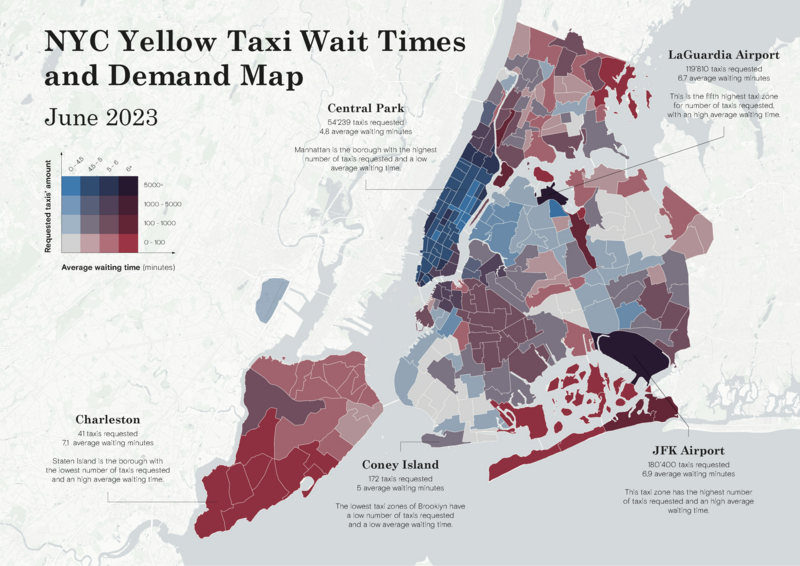 NYC Yellow Taxi Wait Times
and Demand Map
June 2023
LaGuardia Airport
119'810 taxis requested
6.7 average waiting minutes
This is the fifth highest taxi zone
for number of taxis requested,
with an high average waiting time.
Central Park
54'239 taxis requested
4.8 average waiting minutes
Manhattan is the borough with the highest
number of taxis requested and a low
average waiting time.
0 - 4.5
4.5 - 5
5 - 6
6+
Requested taxis' amount
5000+
1000 - 5000
100 - 1000
0 - 100
Average waiting time (minutes)
Charleston
41 taxis requested
7.1 average waiting minutes
Staten Island is the borough with
the lowest number of taxis requested
and an high average waiting time.
Coney Island
172 taxis requested
5 average waiting minutes
The lowest taxi zones of Brooklyn have
a low number of taxis requested
and a low average waiting time.
JFK Airport
180'400 taxis requested
6.9 average waiting minutes
This taxi zone has the highest number
of taxis requested and an high average
waiting time.